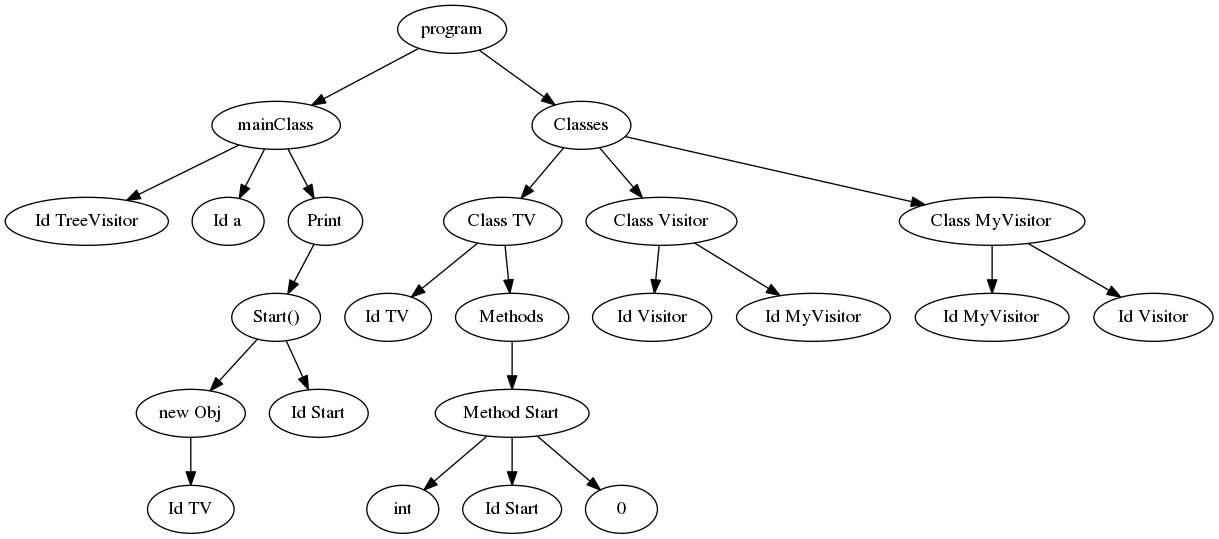 program
mainClass
Classes
Id TreeVisitor
Id a
Print
Class TV
Class Visitor
Class MyVisitor
Start()
Id TV
Methods
Id Visitor
Id MyVisitor
Id MyVisitor
Id Visitor
new Obj
Id Start
Method Start
Id TV
int
Id Start
0